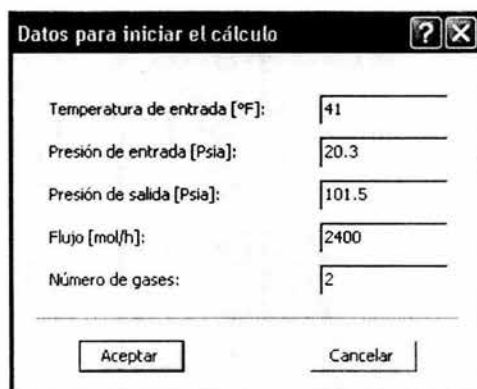 Datos para iniciar el cálculo
Temperatura de entrada [°F]: 41
Presión de entrada [Psia]: 20.3
Presión de salida [Psia]: 101.5
Flujo [mol/h]: 2400
Número de gases: 2
Aceptar Cancelar